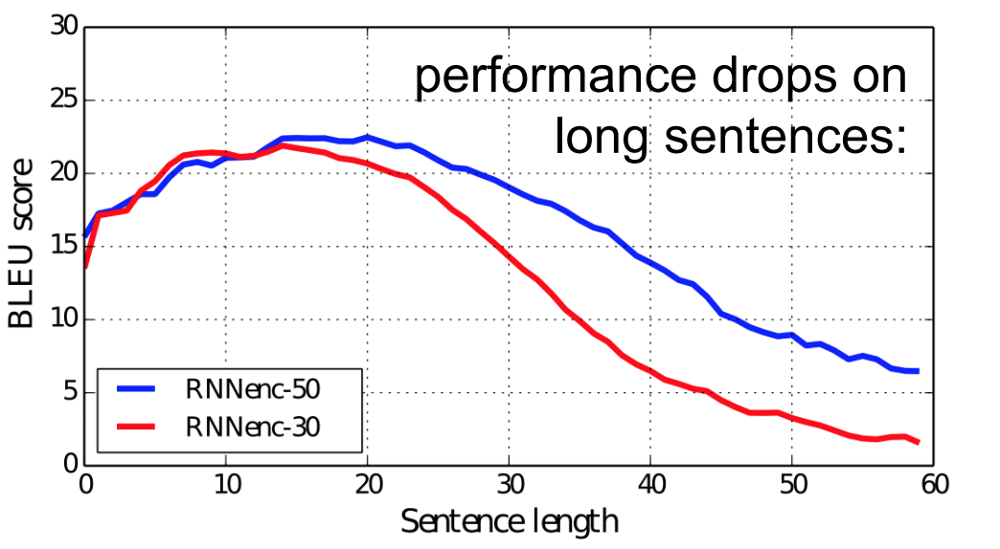 performance drops on
long sentences:
30
25
20
15
10
5
0
BLEU score
RNNenc-50
RNNenc-30
0 10 20 30 40 50 60
Sentence length